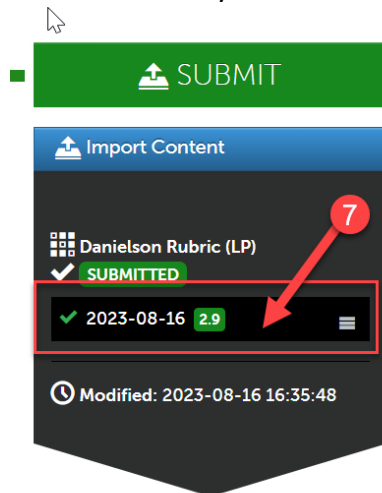 SUBMIT
Import Content
7
Danielson Rubric (LP)
SUBMITTED
2023-08-16 2.9
Modified: 2023-08-16 16:35:48